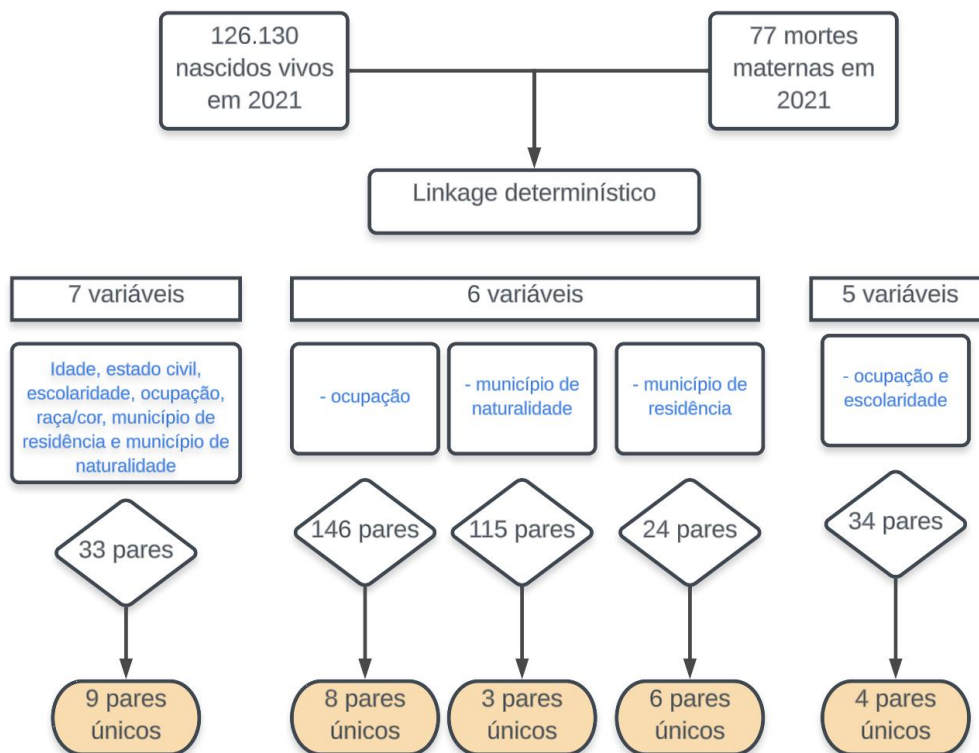 126.130
nascidos vivos
em 2021
77 mortes
maternas em
2021
Linkage determinístico
7 variáveis
6 variáveis
5 variáveis
Idade, estado civil,
escolaridade, ocupação,
raça/cor, município de
residência e município de
naturalidade
- ocupação
- município de
naturalidade
- município de
residência
- ocupação e
escolaridade
33 pares
146 pares
115 pares
24 pares
34 pares
9 pares
únicos
8 pares
únicos
3 pares
únicos
6 pares
únicos
4 pares
únicos